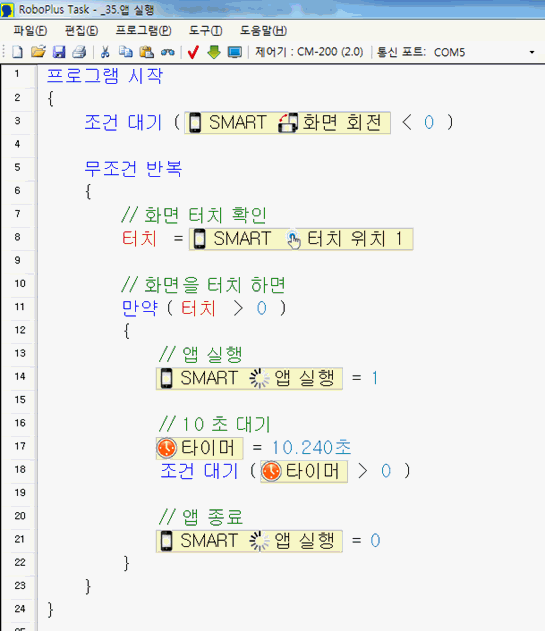 RoboPlus Task - _35.앱 실행
파일(F) 편집(E) 프로그램(P) 도구(T) 도움말(H)
제어기 : CM-200 (2.0) 통신 포트: COM5
1 프로그램 시작
2 {
3 조건 대기 ( SMART 화면 회전 < 0 )
4
5 무조건 반복
6 {
7 // 화면 터치 확인
8 터치 = SMART 터치 위치 1
9
10 // 화면을 터치 하면
11 만약 ( 터치 > 0 )
12 {
13 // 앱 실행
14 SMART 앱 실행 = 1
15
16 // 10 초 대기
17 타이머 = 10.240초
18 조건 대기 ( 타이머 > 0 )
19
20 // 앱 종료
21 SMART 앱 실행 = 0
22 }
23 }
24 }